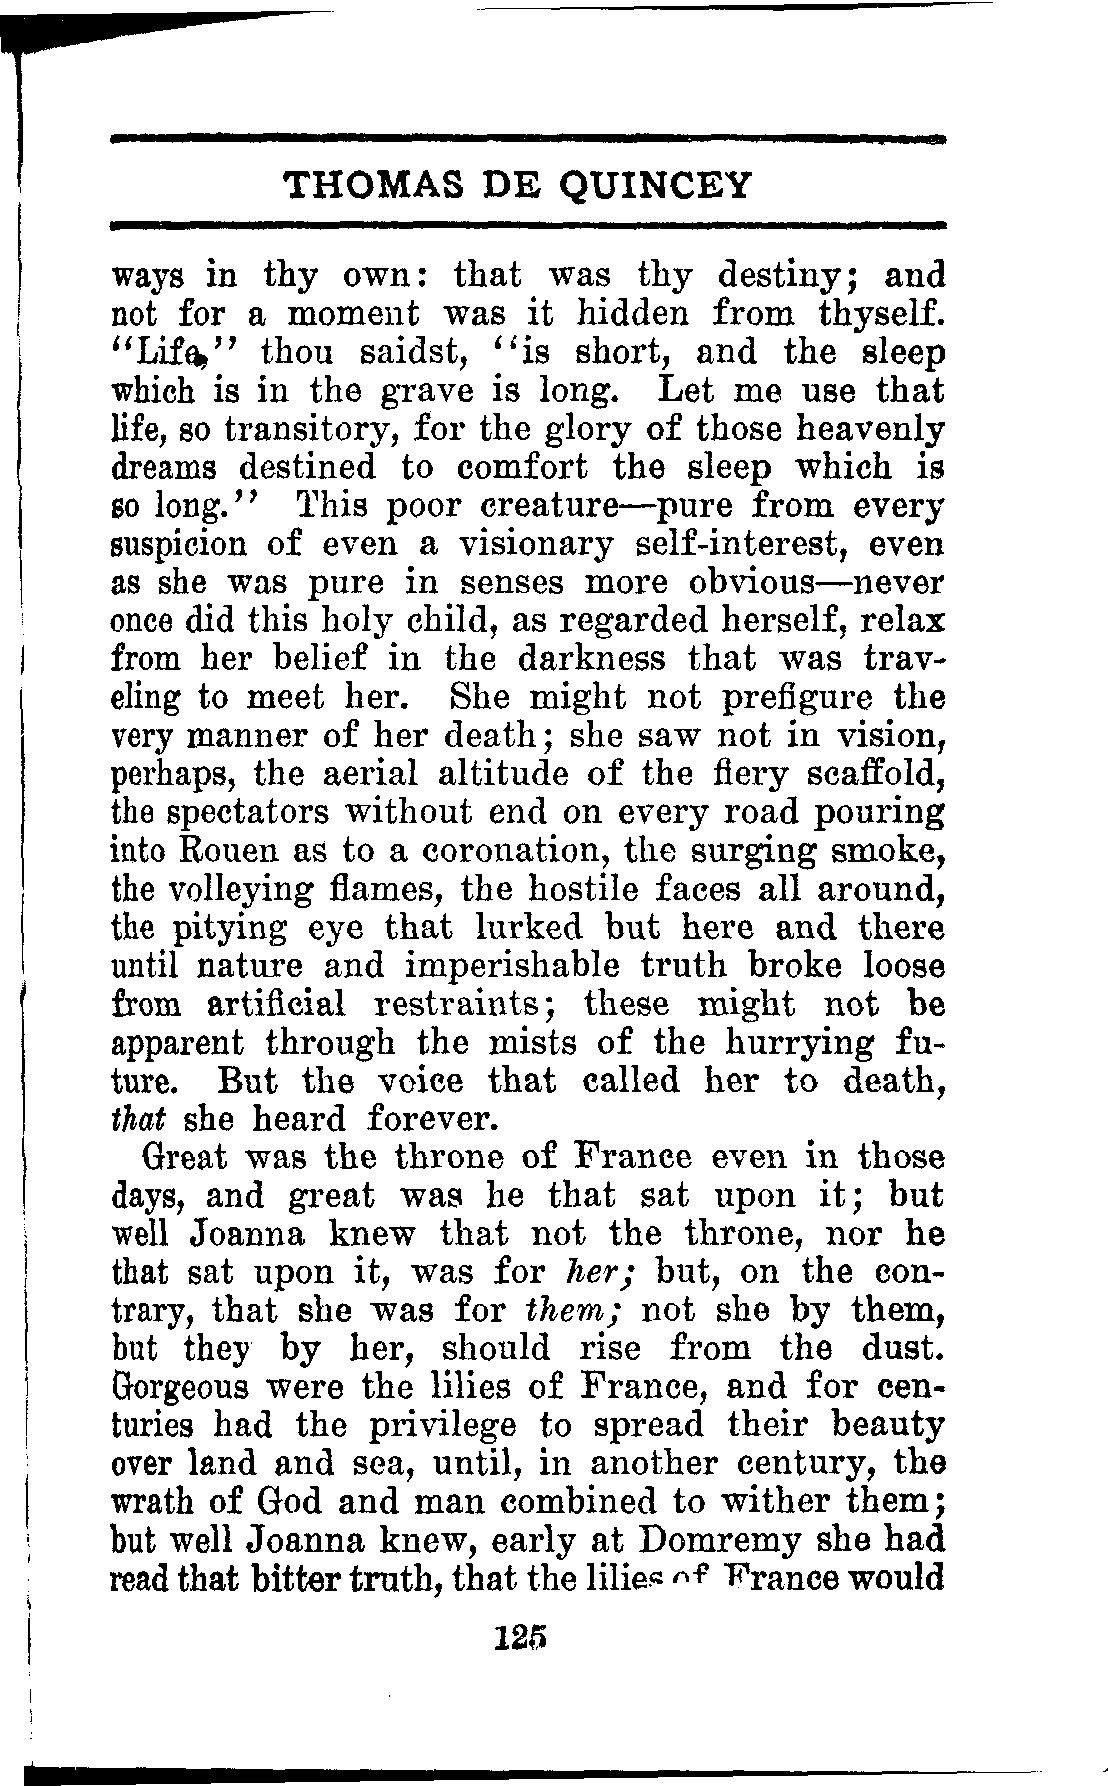 THOMAS DE QUINCEY
ways in thy own: that was thy destiny; and
not for a moment was it hidden from thyself.
“Life,” thou saidst, “is short, and the sleep
which is in the grave is long. Let me use that
life, so transitory, for the glory of those heavenly
dreams destined to comfort the sleep which is
so long.” This poor creature—pure from every
suspicion of even a visionary self-interest, even
as she was pure in senses more obvious—never
once did this holy child, as regarded herself, relax
from her belief in the darkness that was trav-
eling to meet her. She might not prefigure the
very manner of her death; she saw not in vision,
perhaps, the aerial altitude of the fiery scaffold,
the spectators without end on every road pouring
into Rouen as to a coronation, the surging smoke,
the volleying flames, the hostile faces all around,
the pitying eye that lurked but here and there
until nature and imperishable truth broke loose
from artificial restraints; these might not be
apparent through the mists of the hurrying fu-
ture. But the voice that called her to death,
that she heard forever.
Great was the throne of France even in those
days, and great was he that sat upon it; but
well Joanna knew that not the throne, nor he
that sat upon it, was for her; but, on the con-
trary, that she was for them; not she by them,
but they by her, should rise from the dust.
Gorgeous were the lilies of France, and for cen-
turies had the privilege to spread their beauty
over land and sea, until, in another century, the
wrath of God and man combined to wither them;
but well Joanna knew, early at Domremy she had
read that bitter truth, that the lilies of France would
125